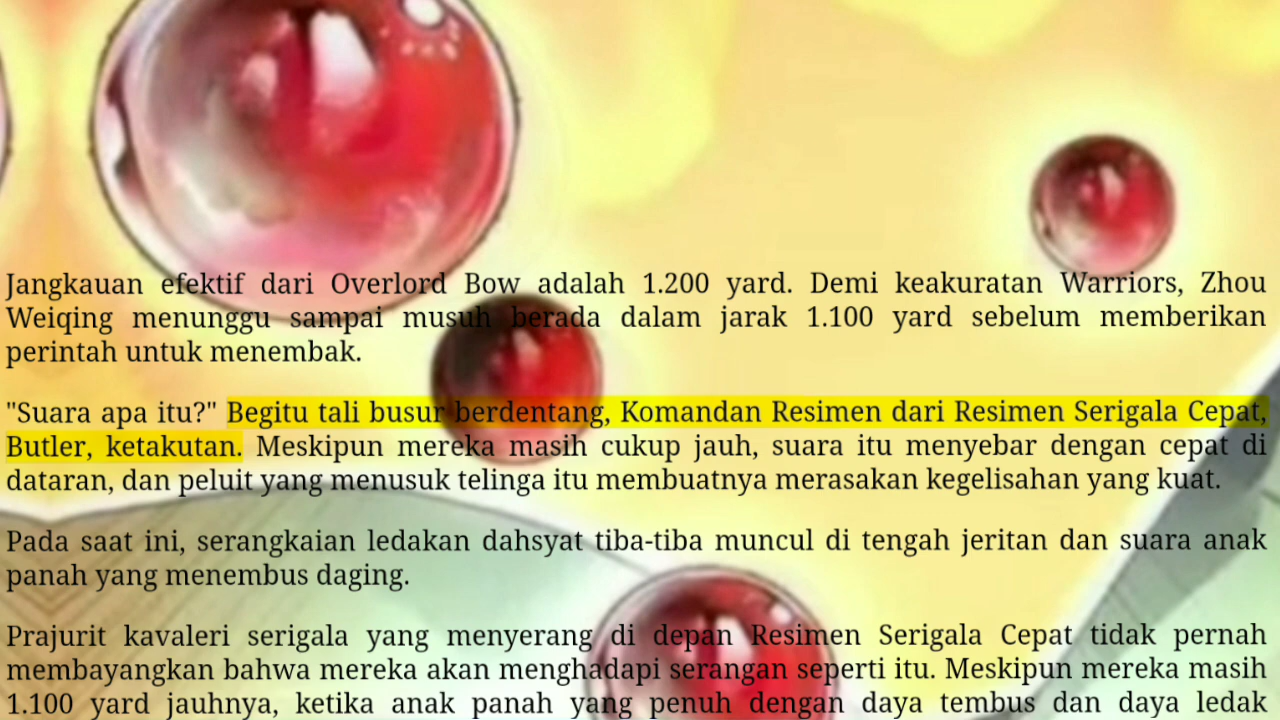 Jangkauan efektif dari Overlord Bow adalah 1.200 yard. Demi keakuratan Warriors, Zhou
Weiqing menunggu sampai musuh berada dalam jarak 1.100 yard sebelum memberikan
perintah untuk menembak.
"Suara apa itu?" Begitu tali busur berdentang, Komandan Resimen dari Resimen Serigala Cepat,
Butler, ketakutan. Meskipun mereka masih cukup jauh, suara itu menyebar dengan cepat di
dataran, dan peluit yang menusuk telinga itu membuatnya merasakan kegelisahan yang kuat.
Pada saat ini, serangkaian ledakan dahsyat tiba-tiba muncul di tengah jeritan dan suara anak
panah yang menembus daging.
Prajurit kavaleri serigala yang menyerang di depan Resimen Serigala Cepat tidak pernah
membayangkan bahwa mereka akan menghadapi serangan seperti itu. Meskipun mereka masih
1.100 yard jauhnya, ketika anak panah yang penuh dengan daya tembus dan daya ledak